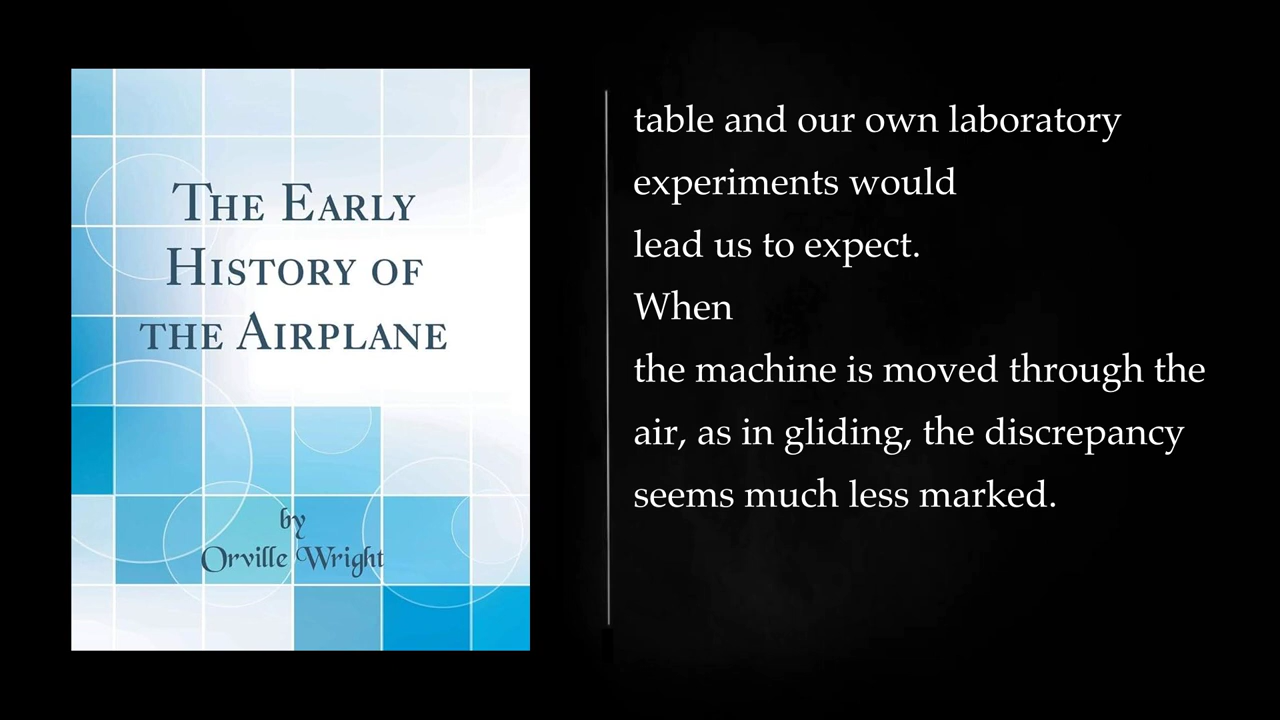 The Early
History of
the Airplane
by
Orville Wright
table and our own laboratory
experiments would
lead us to expect.
When
the machine is moved through the
air, as in gliding, the discrepancy
seems much less marked.